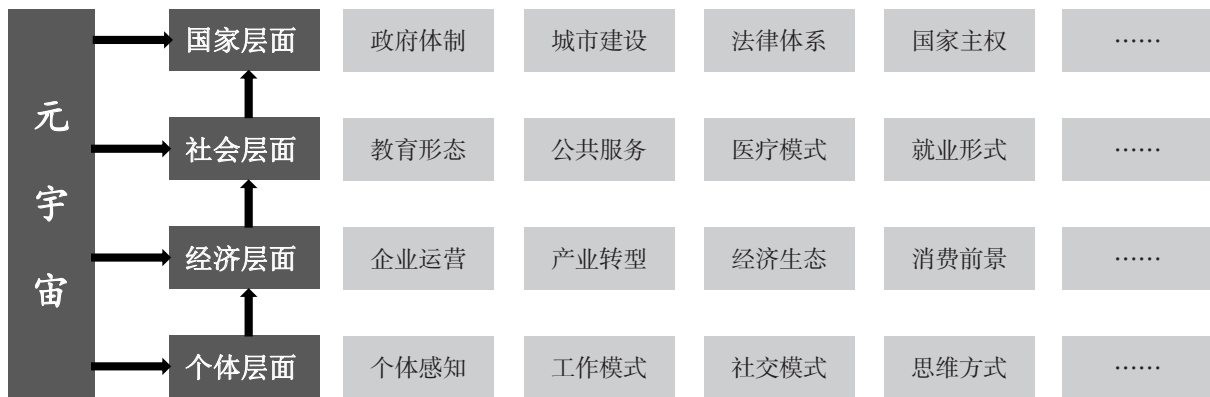 元宇宙
国家层面 政府体制 城市建设 法律体系 国家主权 ……
社会层面 教育形态 公共服务 医疗模式 就业形式 ……
经济层面 企业运营 产业转型 经济生态 消费前景 ……
个体层面 个体感知 工作模式 社交模式 思维方式 ……